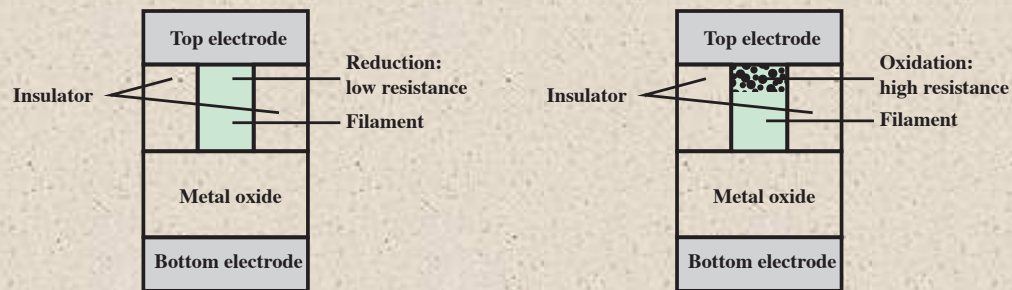 Top electrode
Reduction:
low resistance
Insulator
Filament
Metal oxide
Bottom electrode
Top electrode
Oxidation:
high resistance
Insulator
Filament
Metal oxide
Bottom electrode